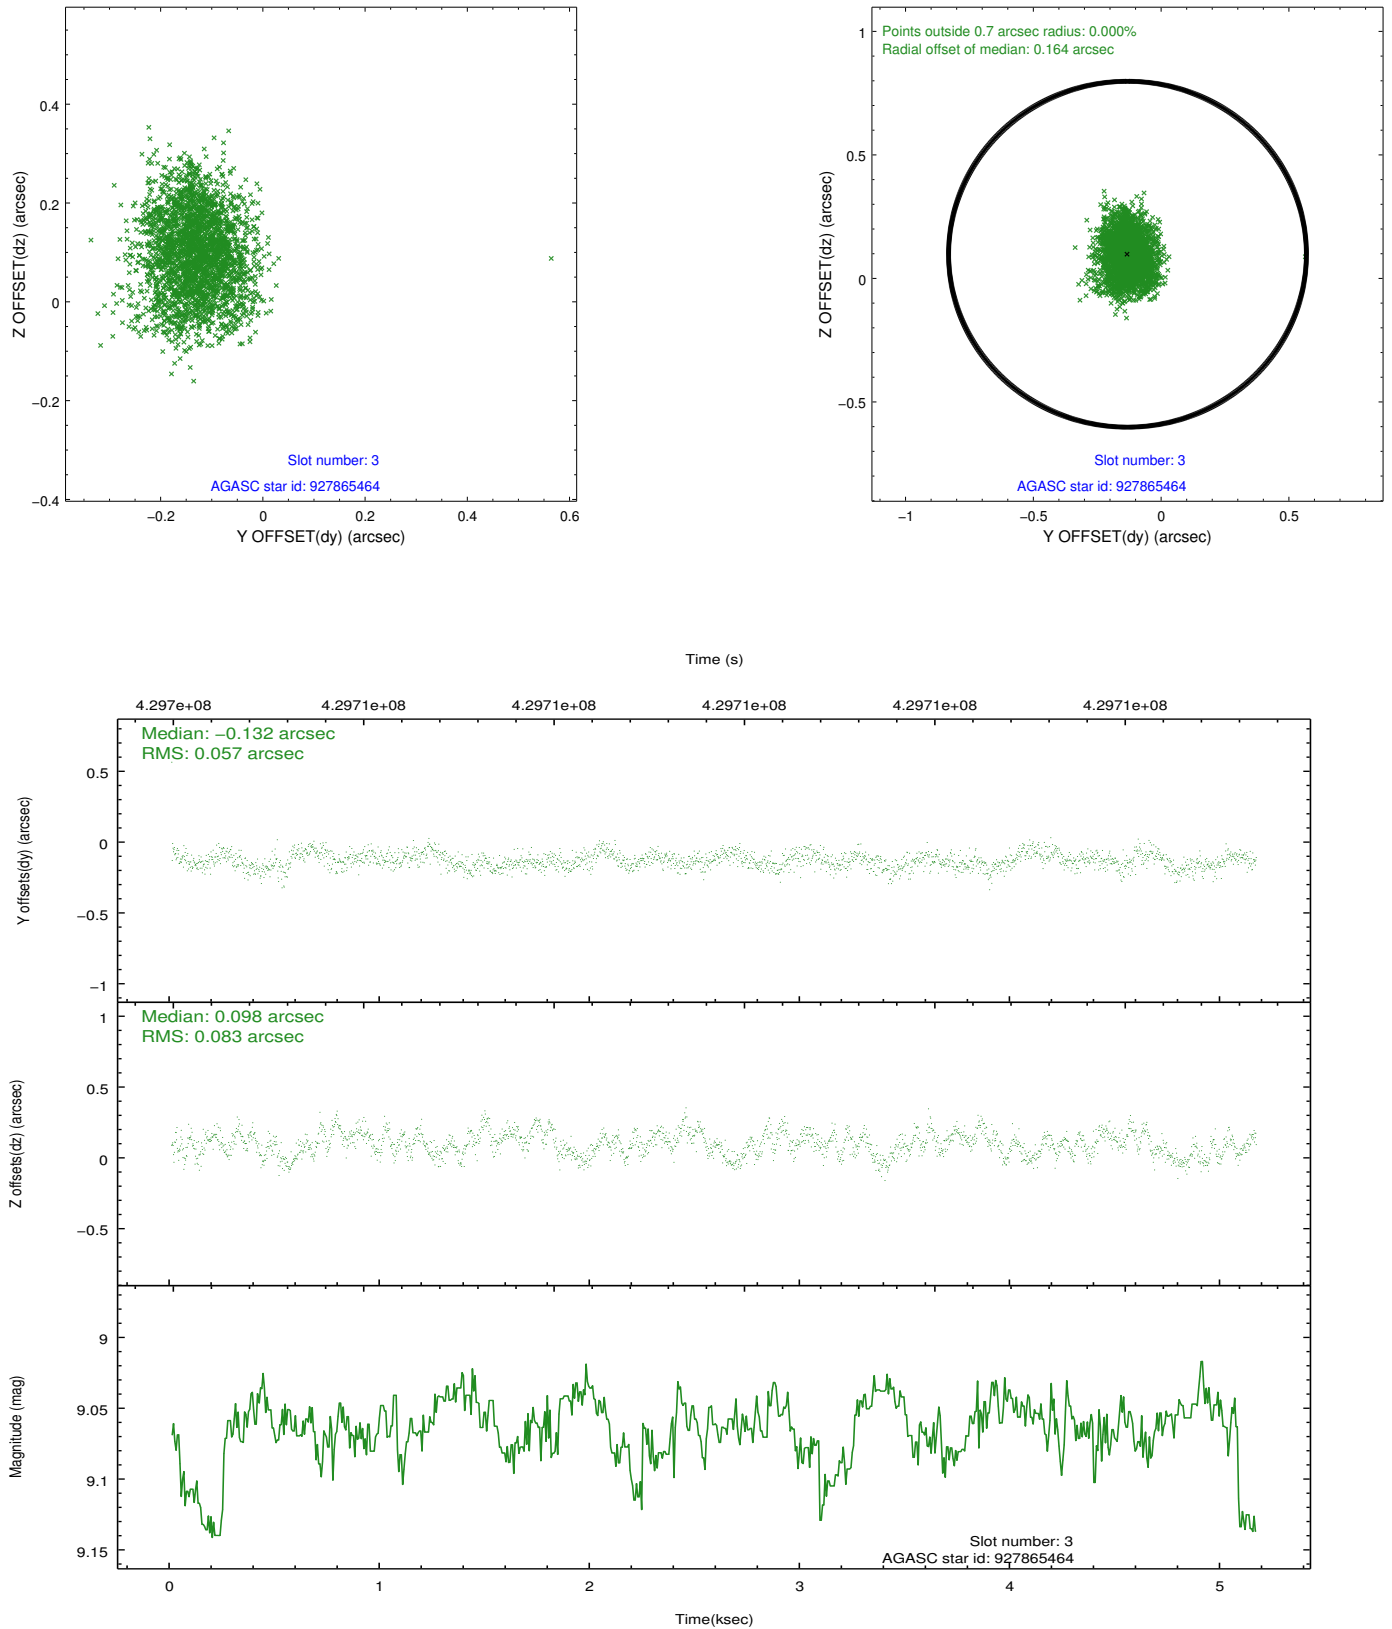 0.4
0.2
0
−0.2
−0.4
Z OFFSET(dz) (arcsec)
Slot number: 3
AGASC star id: 927865464
−0.2 0 0.2 0.4 0.6
Y OFFSET(dy) (arcsec)
Points outside 0.7 arcsec radius: 0.000%
Radial offset of median: 0.164 arcsec
1
0.5
0
−0.5
Z OFFSET(dz) (arcsec)
Slot number: 3
AGASC star id: 927865464
−1 −0.5 0 0.5
Y OFFSET(dy) (arcsec)
Time (s)
4.297e+08 4.2971e+08 4.2971e+08 4.2971e+08 4.2971e+08 4.2971e+08
Median: −0.132 arcsec
RMS: 0.057 arcsec
0.5
0
−0.5
−1
Y offsets(dy) (arcsec)
Median: 0.098 arcsec
RMS: 0.083 arcsec
1
0.5
0
−0.5
Z offsets(dz) (arcsec)
9
9.05
9.1
9.15
Magnitude (mag)
Slot number: 3
AGASC star id: 927865464
0 1 2 3 4 5
Time(ksec)